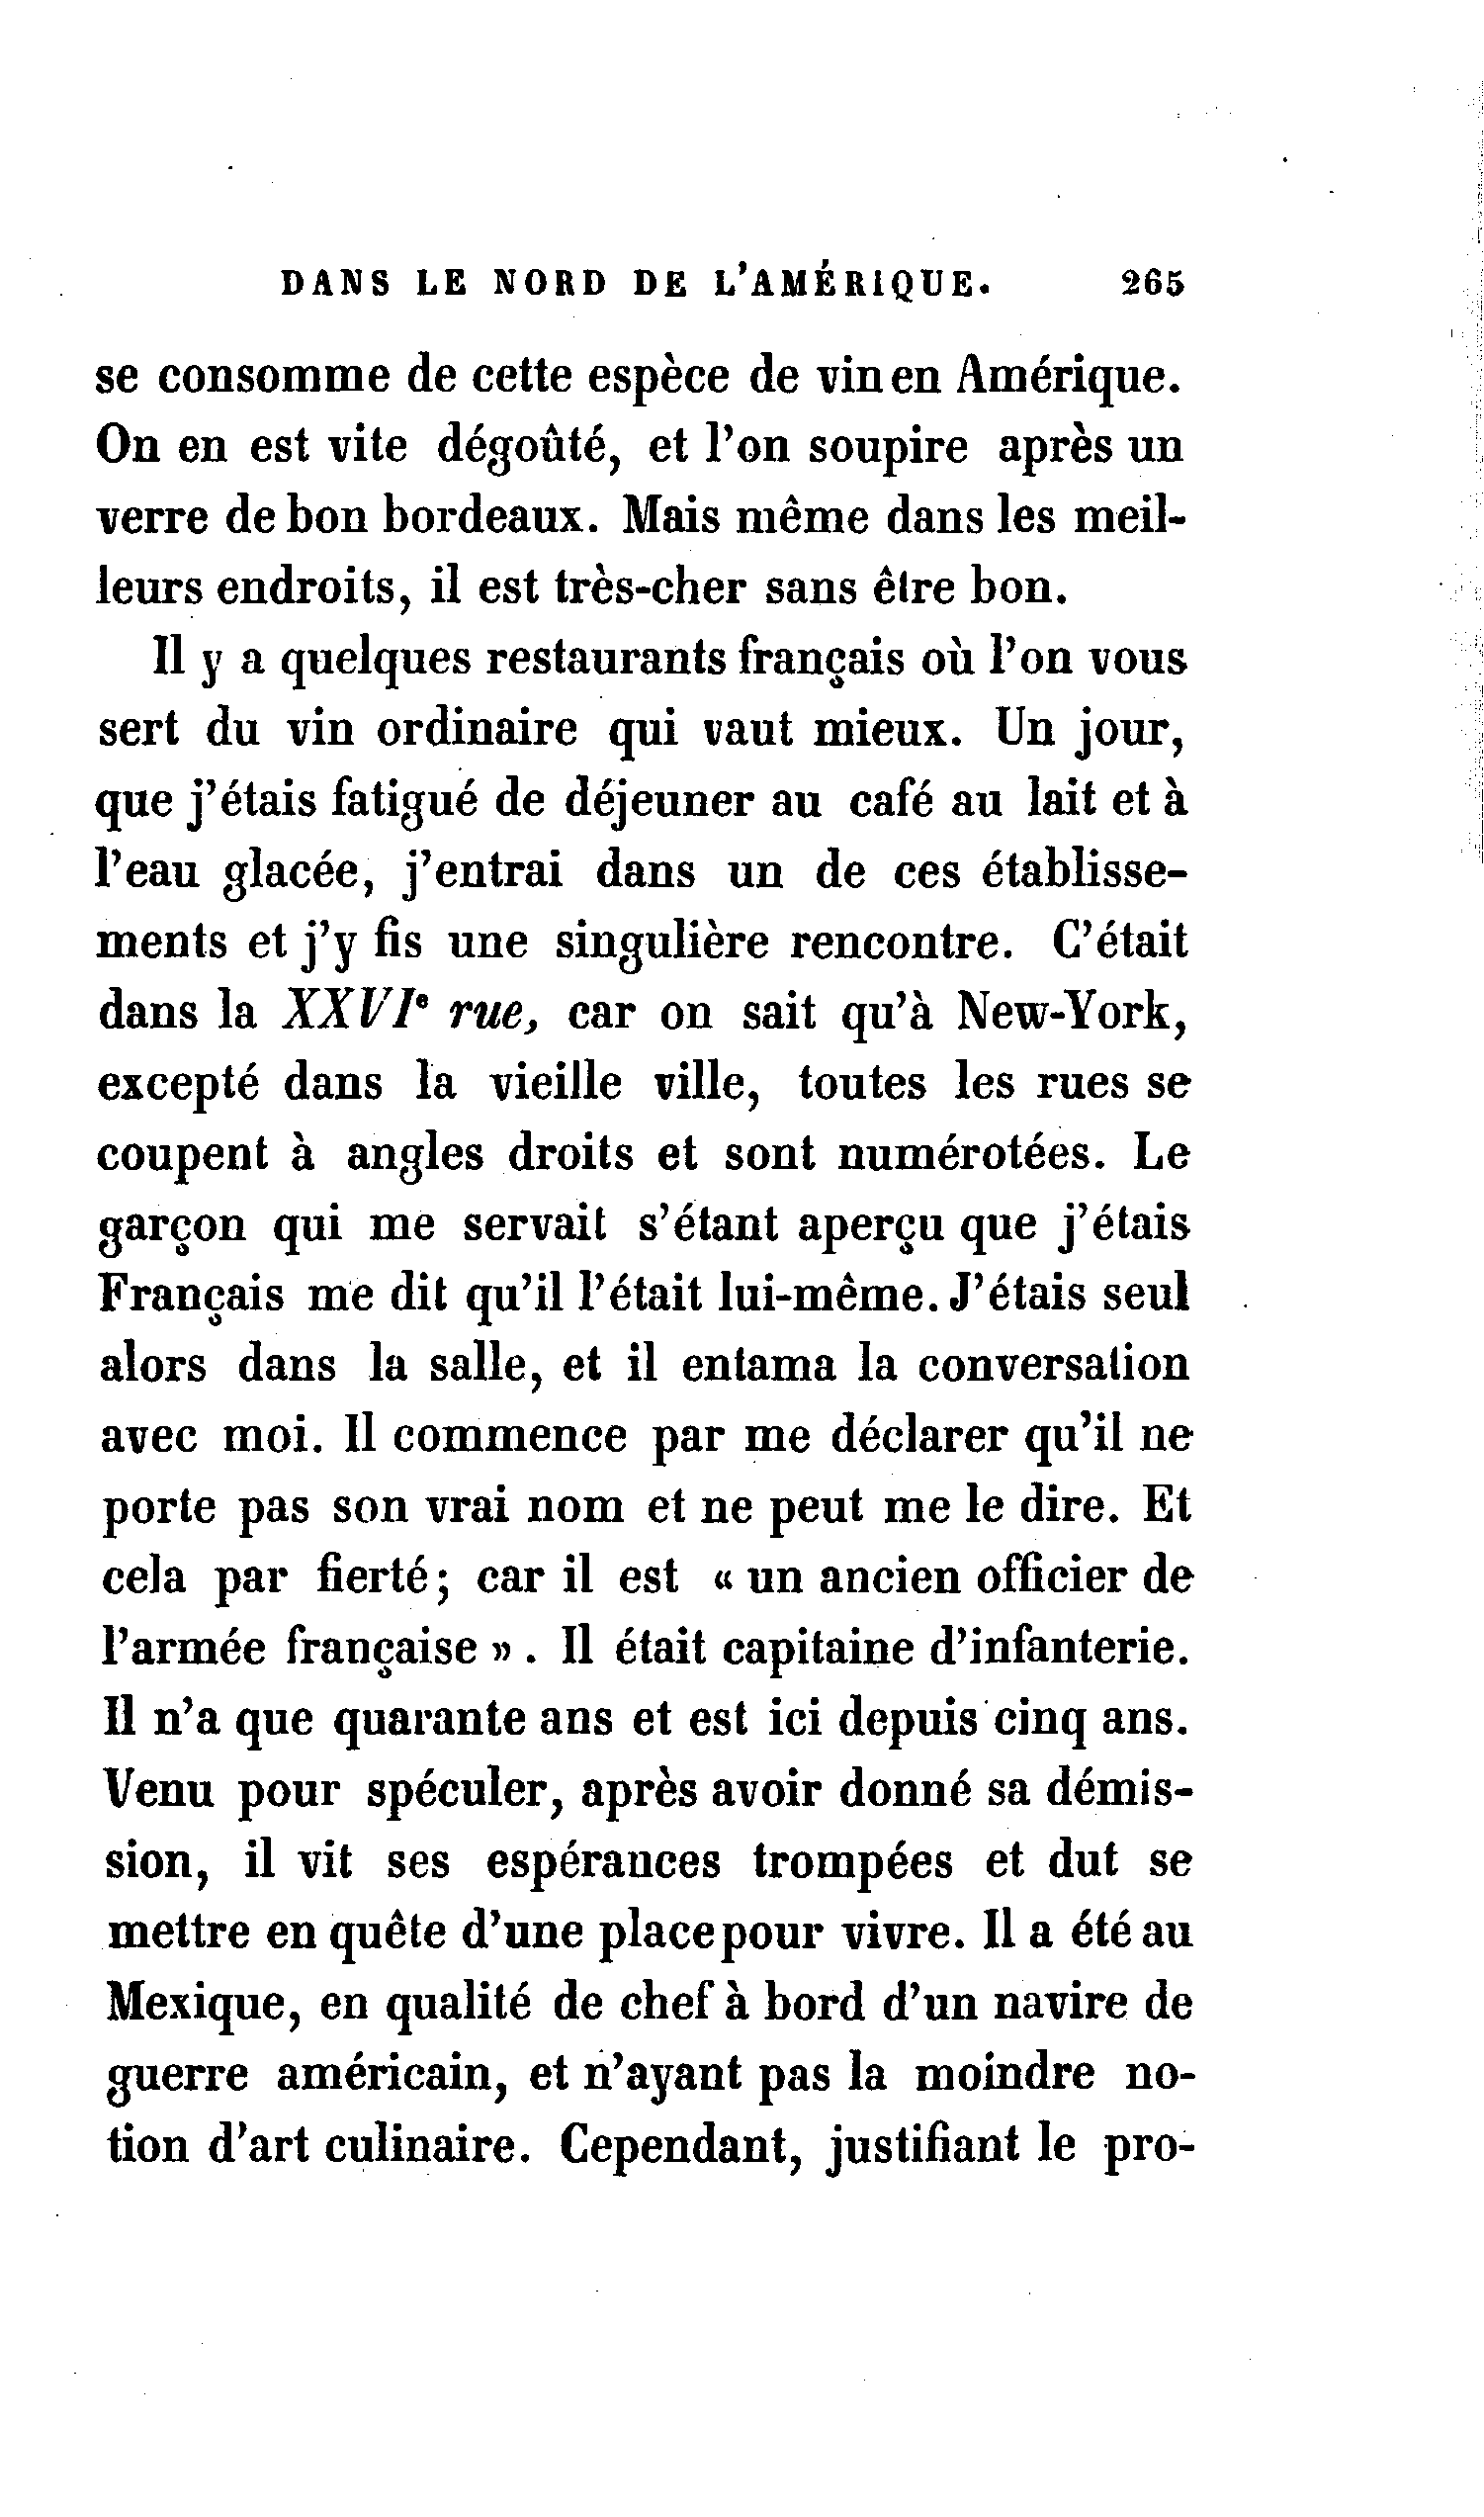 DANS LE NORD DE L'AMÉRIQUE. 265
se consomme de cette espèce de vin en Amérique.
On en est vite dégoûté, et l'on soupire après un
verre de bon bordeaux. Mais même dans les meil-
leurs endroits, il est très-cher sans être bon.
Il y a quelques restaurants français où l'on vous
sert du vin ordinaire qui vaut mieux. Un jour,
que j'étais fatigué de déjeuner au café au lait et à
l'eau glacée, j'entrai dans un de ces établisse-
ments et j'y fis une singulière rencontre. C'était
dans la XXVIe rue, car on sait qu'à New-York,
excepté dans la vieille ville, toutes les rues se
coupent à angles droits et sont numérotées. Le
garçon qui me servait s'étant aperçu que j'étais
Français me dit qu'il l'était lui-même. J'étais seul
alors dans la salle, et il entama la conversation
avec moi. Il commence par me déclarer qu'il ne
porte pas son vrai nom et ne peut me le dire. Et
cela par fierté; car il est « un ancien officier de
l'armée française ». Il était capitaine d'infanterie.
Il n'a que quarante ans et est ici depuis cinq ans.
Venu pour spéculer, après avoir donné sa démis-
sion, il vit ses espérances trompées et dut se
mettre en quête d'une place pour vivre. Il a été au
Mexique, en qualité de chef à bord d'un navire de
guerre américain, et n'ayant pas la moindre no-
tion d'art culinaire. Cependant, justifiant le pro-